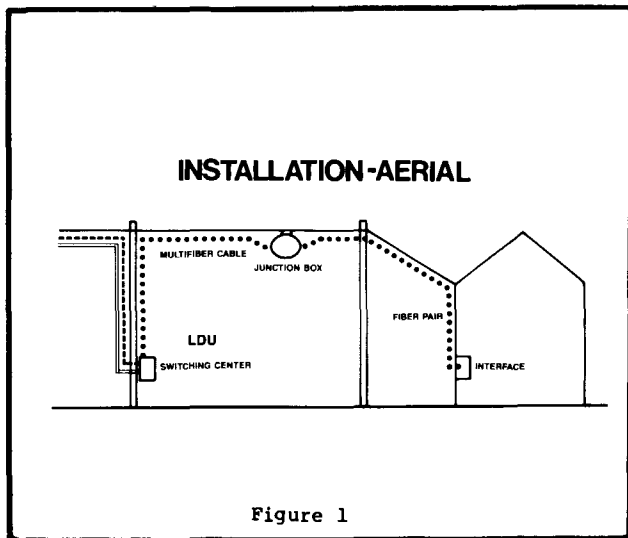 INSTALLATION-AERIAL
MULTIFIBER CABLE
JUNCTION BOX
FIBER PAIR
LDU
SWITCHING CENTER
INTERFACE
Figure 1